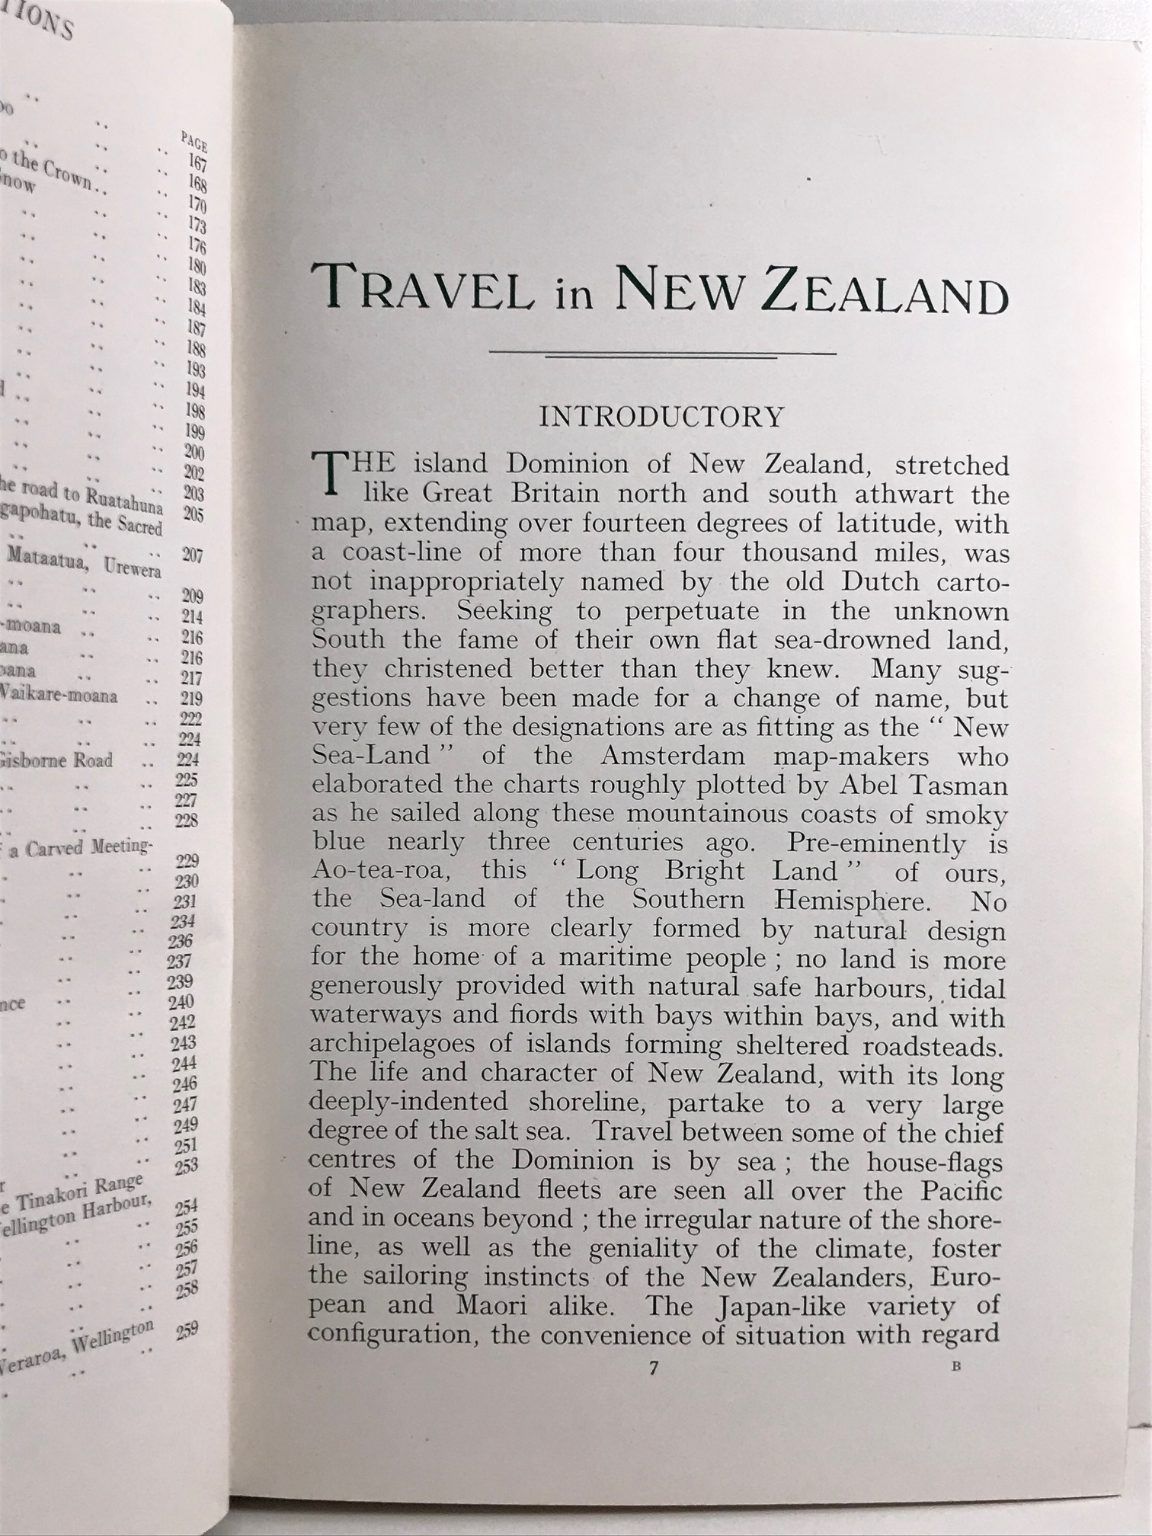 TIONS
PAGE
167
o the Crown..
168
now
170
173
176
180
183
184
187
188
193
194
198
199
200
202
203
he road to Ruatahuna
205
gapohatu, the Sacred
207
Mataatua, Urewera
209
214
-moana
216
ana
216
oana
217
Vaikare-moana
219
222
224
Gisborne Road
224
225
227
228
a Carved Meeting-
229
230
231
234
236
237
239
nce
240
242
243
244
246
247
249
251
253
e Tinakori Range
ellington Harbour,
254
255
256
257
258
Weraroa, Wellington
259
TRAVEL in NEW ZEALAND
INTRODUCTORY
THE island Dominion of New Zealand, stretched
like Great Britain north and south athwart the
map, extending over fourteen degrees of latitude, with
a coast-line of more than four thousand miles, was
not inappropriately named by the old Dutch carto-
graphers. Seeking to perpetuate in the unknown
South the fame of their own flat sea-drowned land,
they christened better than they knew. Many sug-
gestions have been made for a change of name, but
very few of the designations are as fitting as the “ New
Sea-Land ” of the Amsterdam map-makers who
elaborated the charts roughly plotted by Abel Tasman
as he sailed along these mountainous coasts of smoky
blue nearly three centuries ago. Pre-eminently is
Ao-tea-roa, this “ Long Bright Land ” of ours,
the Sea-land of the Southern Hemisphere. No
country is more clearly formed by natural design
for the home of a maritime people ; no land is more
generously provided with natural safe harbours, tidal
waterways and fiords with bays within bays, and with
archipelagoes of islands forming sheltered roadsteads.
The life and character of New Zealand, with its long
deeply-indented shoreline, partake to a very large
degree of the salt sea. Travel between some of the chief
centres of the Dominion is by sea ; the house-flags
of New Zealand fleets are seen all over the Pacific
and in oceans beyond ; the irregular nature of the shore-
line, as well as the geniality of the climate, foster
the sailoring instincts of the New Zealanders, Euro-
pean and Maori alike. The Japan-like variety of
configuration, the convenience of situation with regard
7
B